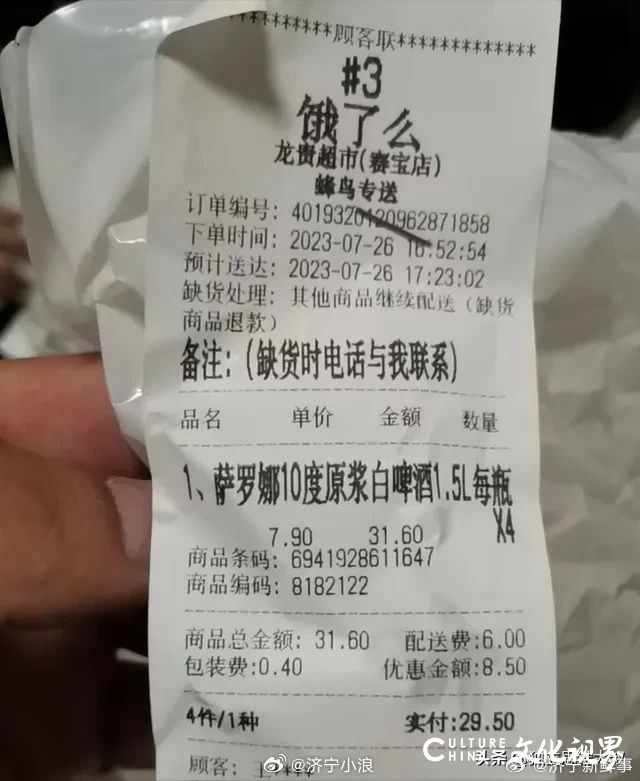 **********顾客联*************
#3
饿了么
龙贵超市(赛宝店)
蜂鸟专送
订单编号: 4019320120962871858
下单时间: 2023-07-26 16:52:54
预计送达: 2023-07-26 17:23:02
缺货处理: 其他商品继续配送(缺货
商品退款)
备注: (缺货时电话与我联系)
品名 单价 金额 数量
1、萨罗娜10度原浆白啤酒1.5L每瓶
7.90 31.60 X4
商品条码: 6941928611647
商品编码: 8182122
商品总金额: 31.60 配送费:6.00
包装费:0.40 优惠金额:8.50
4件/1种 实付:29.50
顾客:
CULTURE CHINA 文化视界
@济宁小浪
头条
@济宁新鲜事